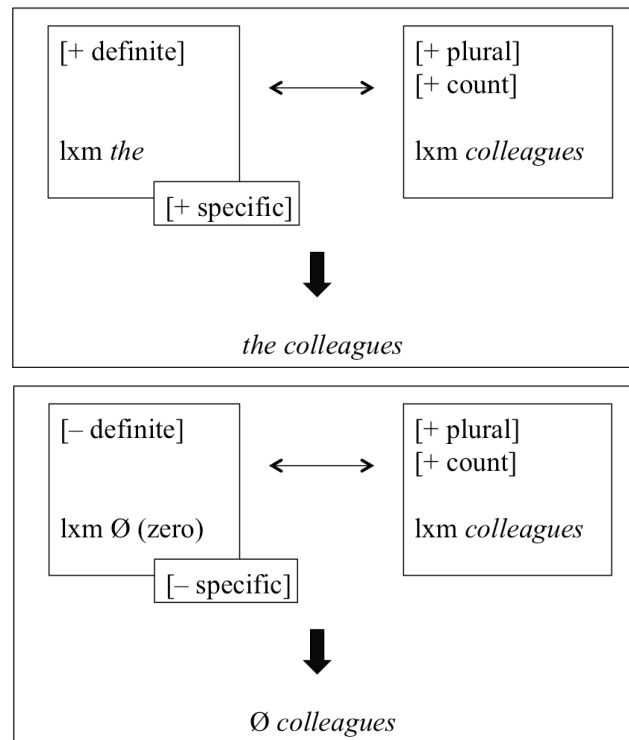 [+ definite]
[+ plural]
[+ count]
lxm the
lxm colleagues
[+ specific]
the colleagues
[– definite]
[+ plural]
[+ count]
lxm Ø (zero)
lxm colleagues
[– specific]
Ø colleagues